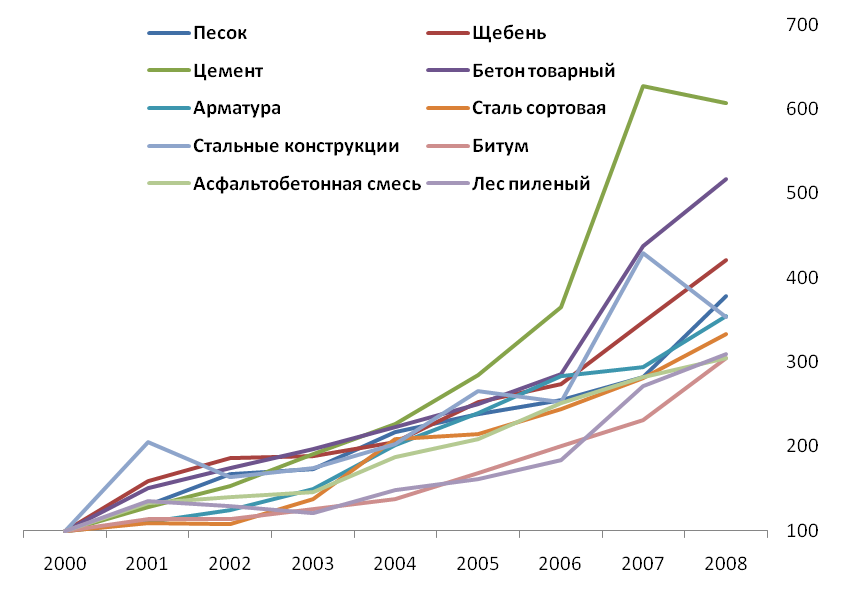 700
Песок Щебень
Цемент Бетон товарный
600
Арматура Сталь сортовая
Стальные конструкции Битум
Асфальтобетонная смесь Лес пиленый
500
400
300
200
100
2000 2001 2002 2003 2004 2005 2006 2007 2008